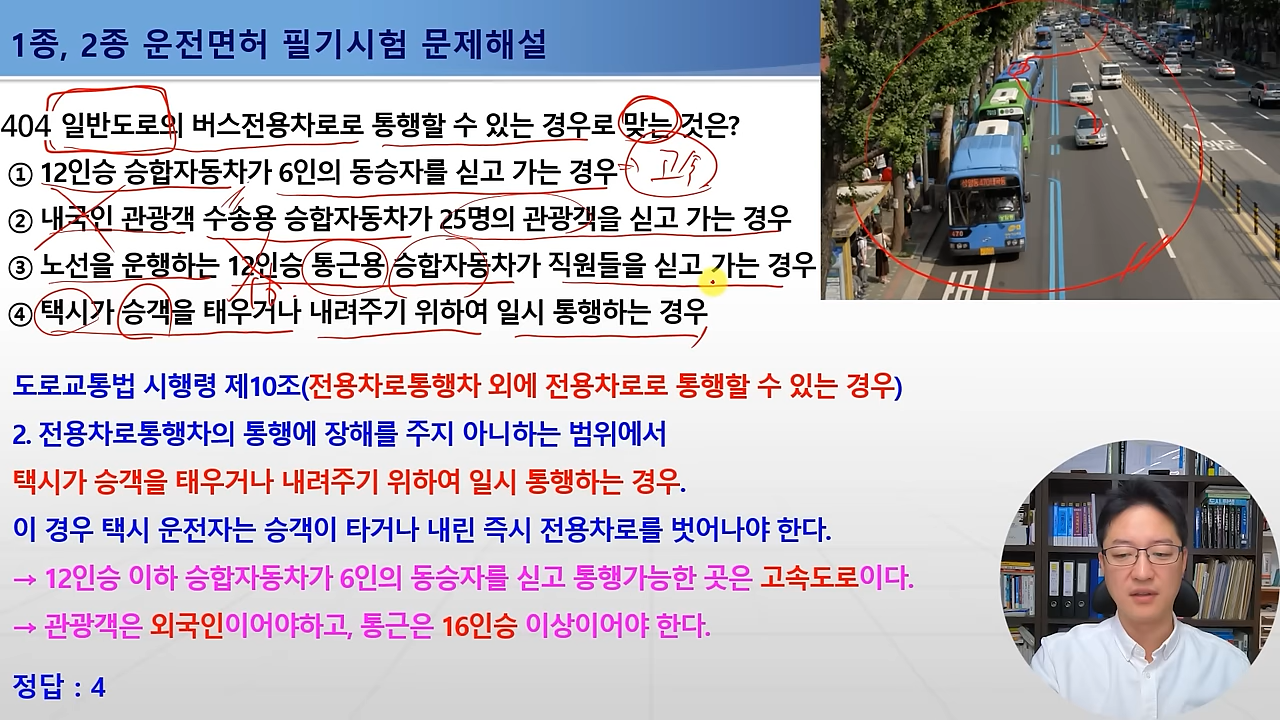 1종, 2종 운전면허 필기시험 문제해설
404 일반도로의 버스전용차로로 통행할 수 있는 경우로 맞는 것은?
① 12인승 승합자동차가 6인의 동승자를 싣고 가는 경우
고속
② 내국인 관광객 수송용 승합자동차가 25명의 관광객을 싣고 가는 경우
③ 노선을 운행하는 12인승 통근용 승합자동차가 직원들을 싣고 가는 경우
④ 택시가 승객을 태우거나 내려주기 위하여 일시 통행하는 경우
도로교통법 시행령 제10조(전용차로통행차 외에 전용차로로 통행할 수 있는 경우)
2. 전용차로통행차의 통행에 장해를 주지 아니하는 범위에서
택시가 승객을 태우거나 내려주기 위하여 일시 통행하는 경우.
이 경우 택시 운전자는 승객이 타거나 내린 즉시 전용차로를 벗어나야 한다.
→ 12인승 이하 승합자동차가 6인의 동승자를 싣고 통행가능한 곳은 고속도로이다.
→ 관광객은 외국인이어야하고, 통근은 16인승 이상이어야 한다.
정답 : 4